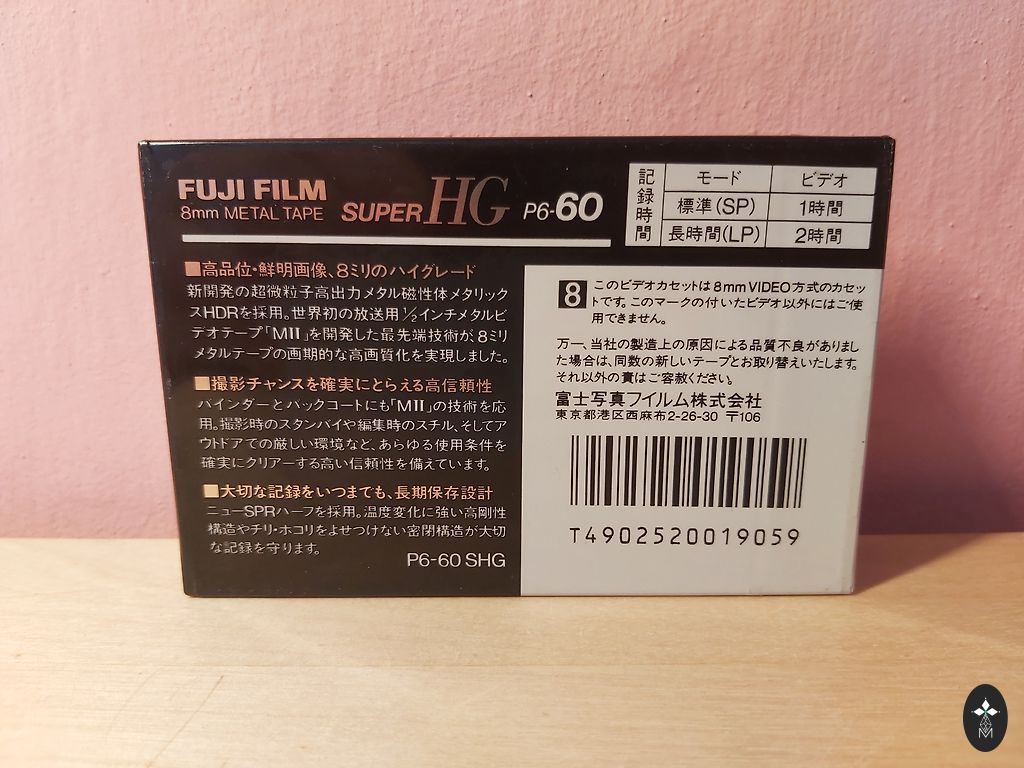 FUJI FILM
8mm METAL TAPE SUPER HG P6-60
記録時間
モード ビデオ
標準(SP) 1時間
長時間(LP) 2時間
■高品位・鮮明画像、8ミリのハイグレード
新開発の超微粒子高出力メタル磁性体メタリック
スHDRを採用。世界初の放送用½インチメタルビ
デオテープ「MII」を開発した最先端技術が、8ミリ
メタルテープの画期的な高画質化を実現しました。
■撮影チャンスを確実にとらえる高信頼性
バインダーとバックコートにも「MII」の技術を応
用。撮影時のスタンバイや編集時のスチル、そしてア
ウトドアでの厳しい環境など、あらゆる使用条件を
確実にクリアーする高い信頼性を備えています。
■大切な記録をいつまでも、長期保存設計
ニューSPRハーフを採用。温度変化に強い高剛性
構造やチリ・ホコリをよせつけない密閉構造が大切
な記録を守ります。
P6-60 SHG
8 このビデオカセットは8mmVIDEO方式のカセッ
トです。このマークの付いたビデオ以外にはご使
用できません。
万一、当社の製造上の原因による品質不良がありまし
た場合は、同数の新しいテープとお取り替えいたします。
それ以外の責はご容赦ください。
富士写真フイルム株式会社
東京都港区西麻布2-26-30 〒106
T4902520019059
M